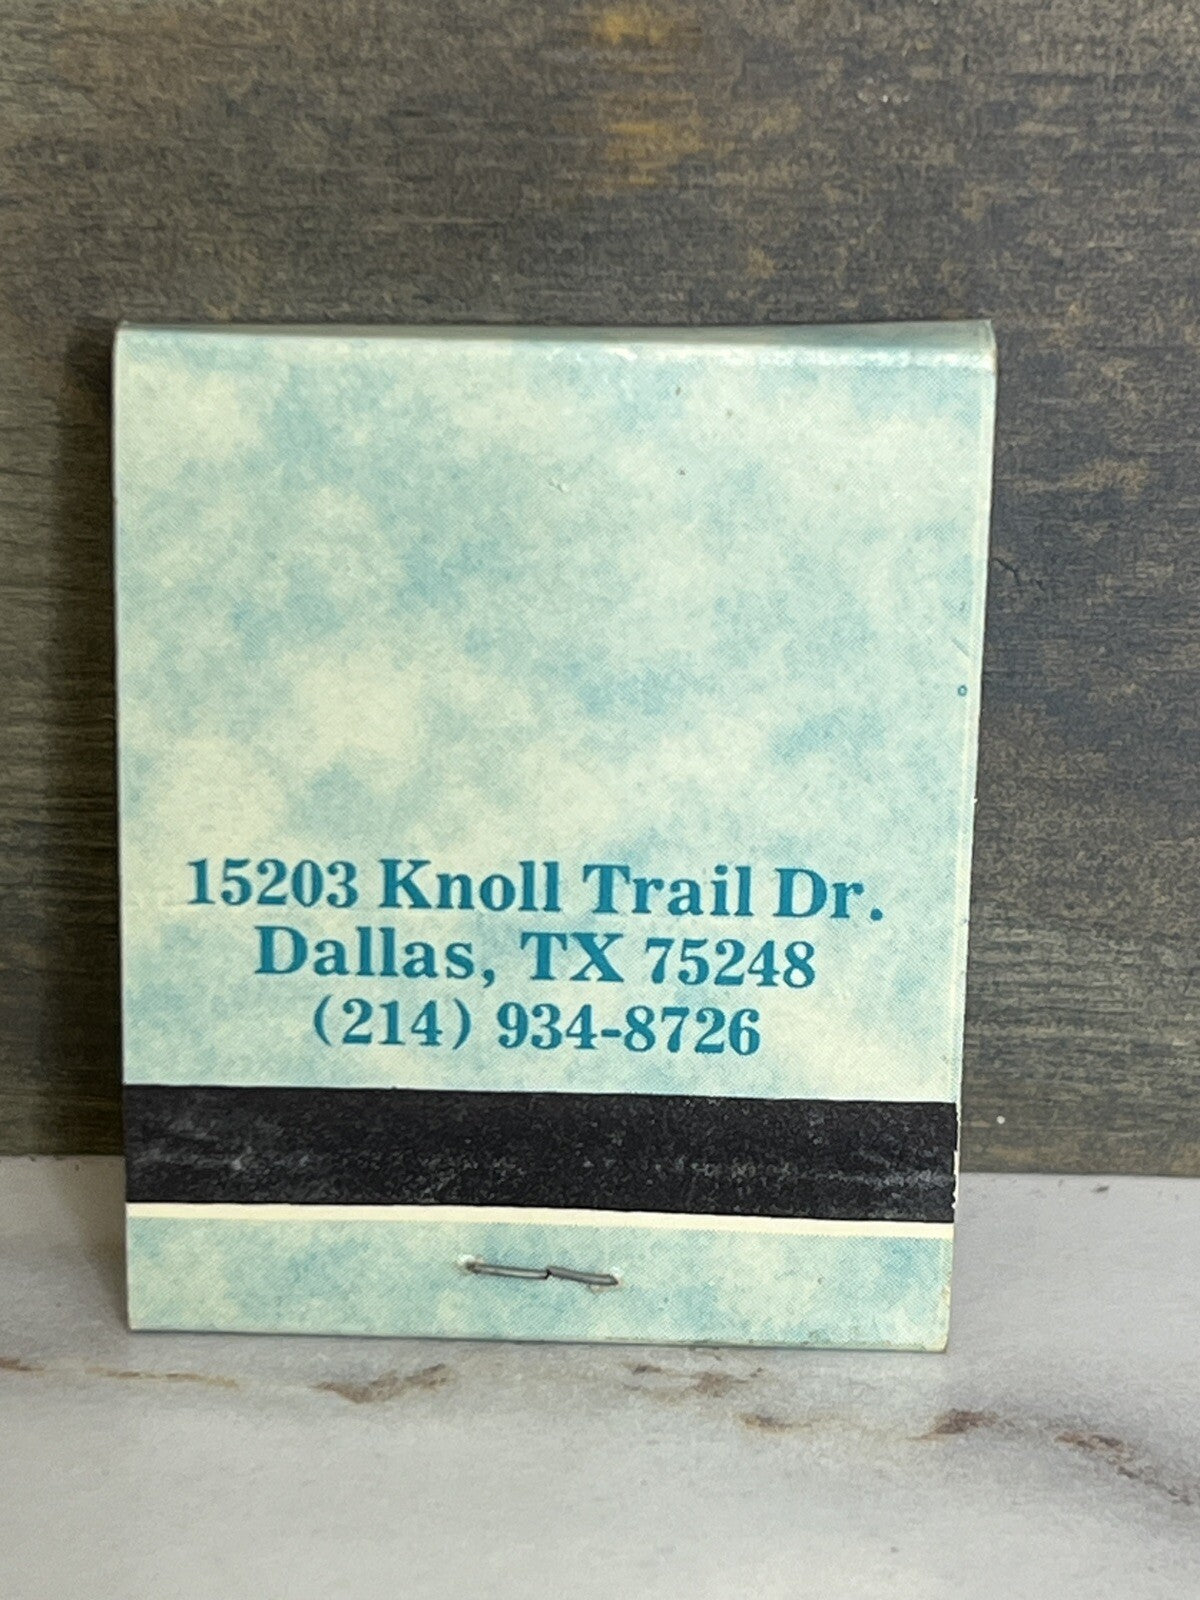 15203 Knoll Trail Dr.
Dallas, TX 75248
(214) 934-8726